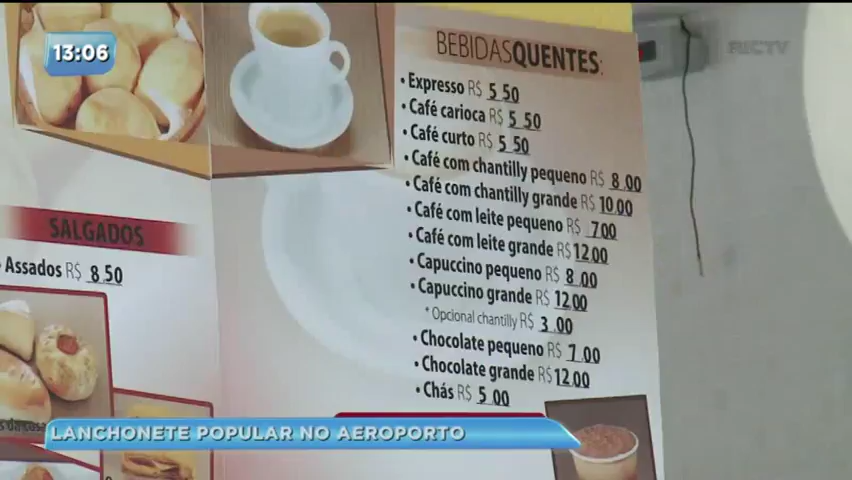 13:06
RICTV
BEBIDASQUENTES:
• Expresso R$ 5 50
• Café carioca R$ 5 50
• Café curto R$ 5 50
• Café com chantilly pequeno R$ 8.00
• Café com chantilly grande R$ 10.00
• Café com leite pequeno R$ 7.00
• Café com leite grande R$ 12.00
• Capuccino pequeno R$ 8.00
• Capuccino grande R$ 12.00
* Opcional chantilly R$ 3.00
• Chocolate pequeno R$ 7.00
• Chocolate grande R$ 12.00
• Chás R$ 5.00
SALGADOS
• Assados R$ 8.50
LANCHONETE POPULAR NO AEROPORTO